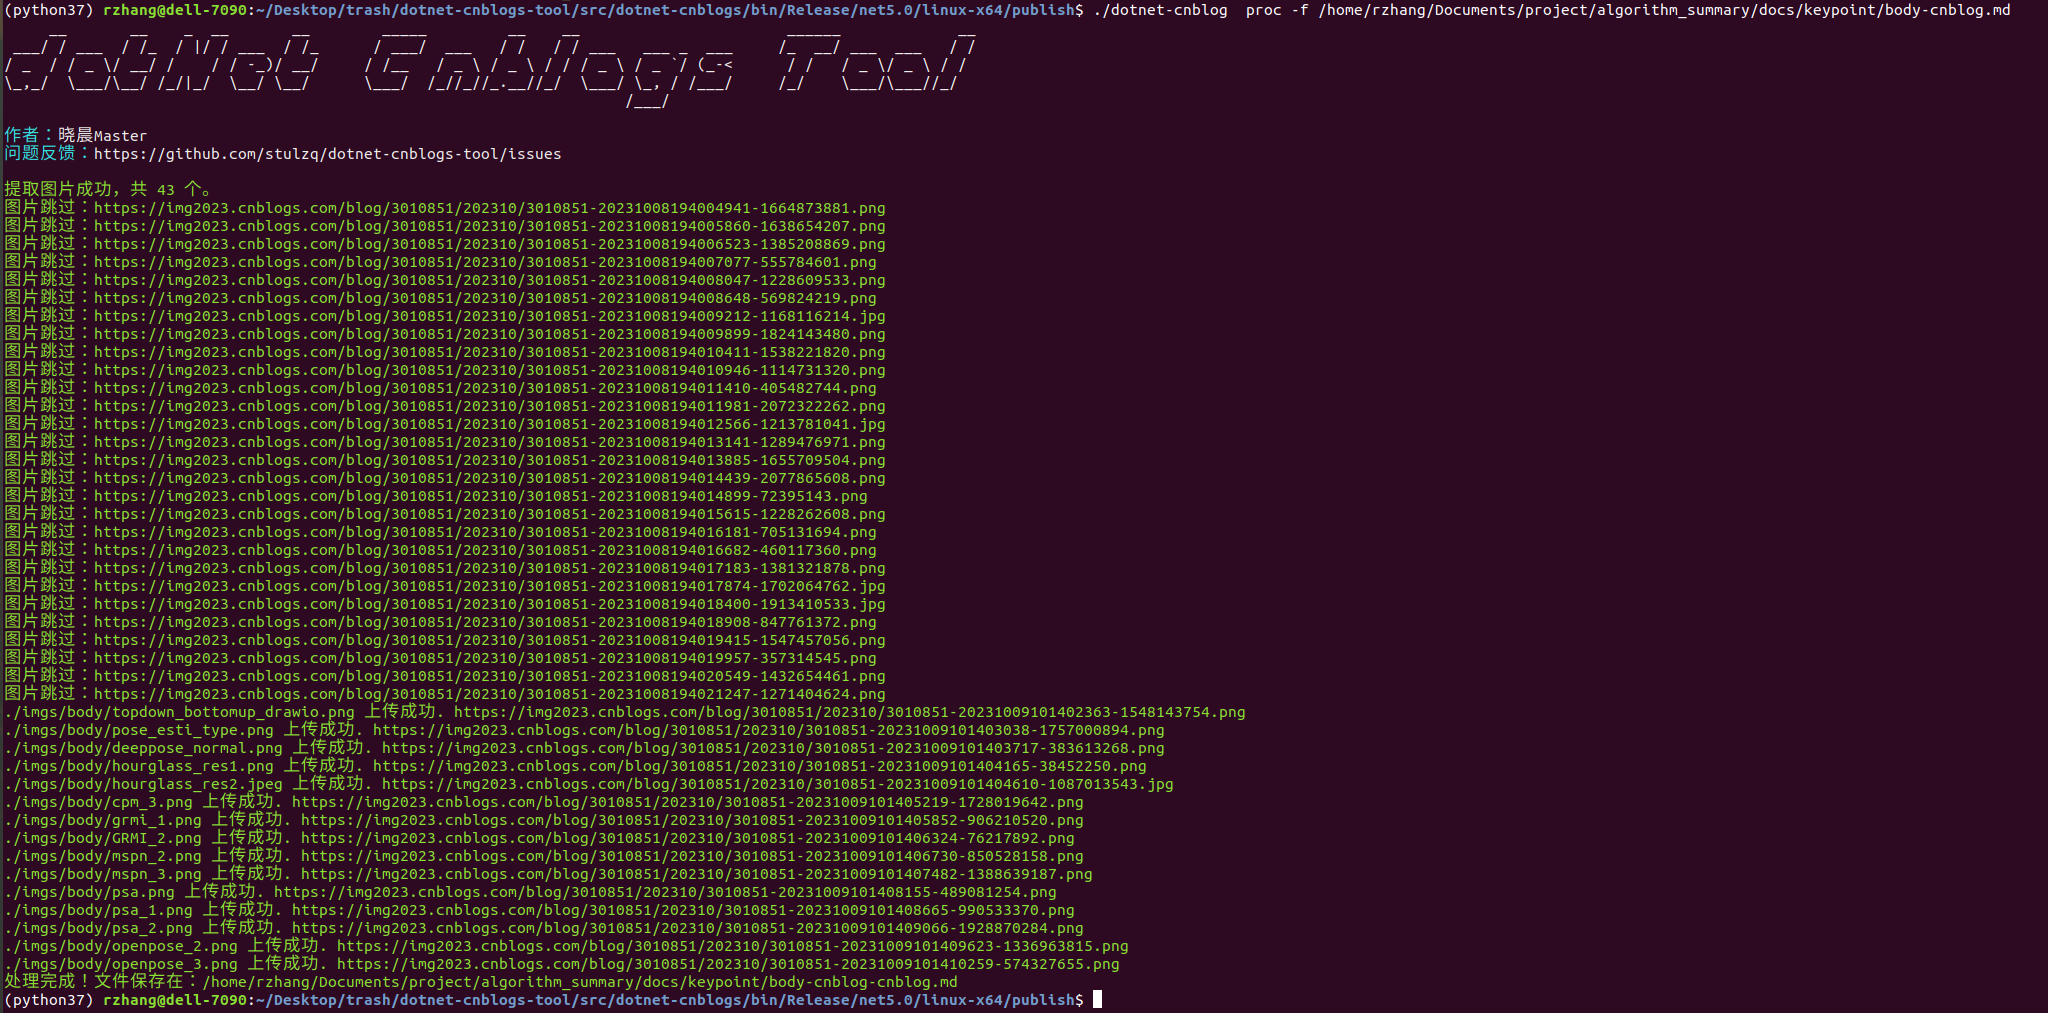 (python37) rzhang@dell-7090:~/Desktop/trash/dotnet-cnblogs-tool/src/dotnet-cnblogs/bin/Release/net5.0/linux-x64/publish$ ./dotnet-cnblog  proc -f /home/rzhang/Documents/project/algorithm_summary/docs/keypoint/body-cnblog.md
dotNet Cnblogs Tool
作者：晓晨Master
问题反馈：https://github.com/stulzq/dotnet-cnblogs-tool/issues
提取图片成功，共 43 个。
图片跳过：https://img2023.cnblogs.com/blog/3010851/202310/3010851-20231008194004941-1664873881.png
图片跳过：https://img2023.cnblogs.com/blog/3010851/202310/3010851-20231008194005860-1638654207.png
图片跳过：https://img2023.cnblogs.com/blog/3010851/202310/3010851-20231008194006523-1385208869.png
图片跳过：https://img2023.cnblogs.com/blog/3010851/202310/3010851-20231008194007077-555784601.png
图片跳过：https://img2023.cnblogs.com/blog/3010851/202310/3010851-20231008194008047-1228609533.png
图片跳过：https://img2023.cnblogs.com/blog/3010851/202310/3010851-20231008194008648-569824219.png
图片跳过：https://img2023.cnblogs.com/blog/3010851/202310/3010851-20231008194009212-1168116214.jpg
图片跳过：https://img2023.cnblogs.com/blog/3010851/202310/3010851-20231008194009899-1824143480.png
图片跳过：https://img2023.cnblogs.com/blog/3010851/202310/3010851-20231008194010411-1538221820.png
图片跳过：https://img2023.cnblogs.com/blog/3010851/202310/3010851-20231008194010946-1114731320.png
图片跳过：https://img2023.cnblogs.com/blog/3010851/202310/3010851-20231008194011410-405482744.png
图片跳过：https://img2023.cnblogs.com/blog/3010851/202310/3010851-20231008194011981-2072322262.png
图片跳过：https://img2023.cnblogs.com/blog/3010851/202310/3010851-20231008194012566-1213781041.jpg
图片跳过：https://img2023.cnblogs.com/blog/3010851/202310/3010851-20231008194013141-1289476971.png
图片跳过：https://img2023.cnblogs.com/blog/3010851/202310/3010851-20231008194013885-1655709504.png
图片跳过：https://img2023.cnblogs.com/blog/3010851/202310/3010851-20231008194014439-2077865608.png
图片跳过：https://img2023.cnblogs.com/blog/3010851/202310/3010851-20231008194014899-72395143.png
图片跳过：https://img2023.cnblogs.com/blog/3010851/202310/3010851-20231008194015615-1228262608.png
图片跳过：https://img2023.cnblogs.com/blog/3010851/202310/3010851-20231008194016181-705131694.png
图片跳过：https://img2023.cnblogs.com/blog/3010851/202310/3010851-20231008194016682-460117360.png
图片跳过：https://img2023.cnblogs.com/blog/3010851/202310/3010851-20231008194017183-1381321878.png
图片跳过：https://img2023.cnblogs.com/blog/3010851/202310/3010851-20231008194017874-1702064762.jpg
图片跳过：https://img2023.cnblogs.com/blog/3010851/202310/3010851-20231008194018400-1913410533.jpg
图片跳过：https://img2023.cnblogs.com/blog/3010851/202310/3010851-20231008194018908-847761372.png
图片跳过：https://img2023.cnblogs.com/blog/3010851/202310/3010851-20231008194019415-1547457056.png
图片跳过：https://img2023.cnblogs.com/blog/3010851/202310/3010851-20231008194019957-357314545.png
图片跳过：https://img2023.cnblogs.com/blog/3010851/202310/3010851-20231008194020549-1432654461.png
图片跳过：https://img2023.cnblogs.com/blog/3010851/202310/3010851-20231008194021247-1271404624.png
./imgs/body/topdown_bottomup_drawio.png 上传成功. https://img2023.cnblogs.com/blog/3010851/202310/3010851-20231009101402363-1548143754.png
./imgs/body/pose_esti_type.png 上传成功. https://img2023.cnblogs.com/blog/3010851/202310/3010851-20231009101403038-1757000894.png
./imgs/body/deeppose_normal.png 上传成功. https://img2023.cnblogs.com/blog/3010851/202310/3010851-20231009101403717-383613268.png
./imgs/body/hourglass_res1.png 上传成功. https://img2023.cnblogs.com/blog/3010851/202310/3010851-20231009101404165-38452250.png
./imgs/body/hourglass_res2.jpeg 上传成功. https://img2023.cnblogs.com/blog/3010851/202310/3010851-20231009101404610-1087013543.jpg
./imgs/body/cpm_3.png 上传成功. https://img2023.cnblogs.com/blog/3010851/202310/3010851-20231009101405219-1728019642.png
./imgs/body/grmi_1.png 上传成功. https://img2023.cnblogs.com/blog/3010851/202310/3010851-20231009101405852-906210520.png
./imgs/body/GRMI_2.png 上传成功. https://img2023.cnblogs.com/blog/3010851/202310/3010851-20231009101406324-76217892.png
./imgs/body/mspn_2.png 上传成功. https://img2023.cnblogs.com/blog/3010851/202310/3010851-20231009101406730-850528158.png
./imgs/body/mspn_3.png 上传成功. https://img2023.cnblogs.com/blog/3010851/202310/3010851-20231009101407482-1388639187.png
./imgs/body/psa.png 上传成功. https://img2023.cnblogs.com/blog/3010851/202310/3010851-20231009101408155-489081254.png
./imgs/body/psa_1.png 上传成功. https://img2023.cnblogs.com/blog/3010851/202310/3010851-20231009101408665-990533370.png
./imgs/body/psa_2.png 上传成功. https://img2023.cnblogs.com/blog/3010851/202310/3010851-20231009101409066-1928870284.png
./imgs/body/openpose_2.png 上传成功. https://img2023.cnblogs.com/blog/3010851/202310/3010851-20231009101409623-1336963815.png
./imgs/body/openpose_3.png 上传成功. https://img2023.cnblogs.com/blog/3010851/202310/3010851-20231009101410259-574327655.png
处理完成！文件保存在：/home/rzhang/Documents/project/algorithm_summary/docs/keypoint/body-cnblog-cnblog.md
(python37) rzhang@dell-7090:~/Desktop/trash/dotnet-cnblogs-tool/src/dotnet-cnblogs/bin/Release/net5.0/linux-x64/publish$